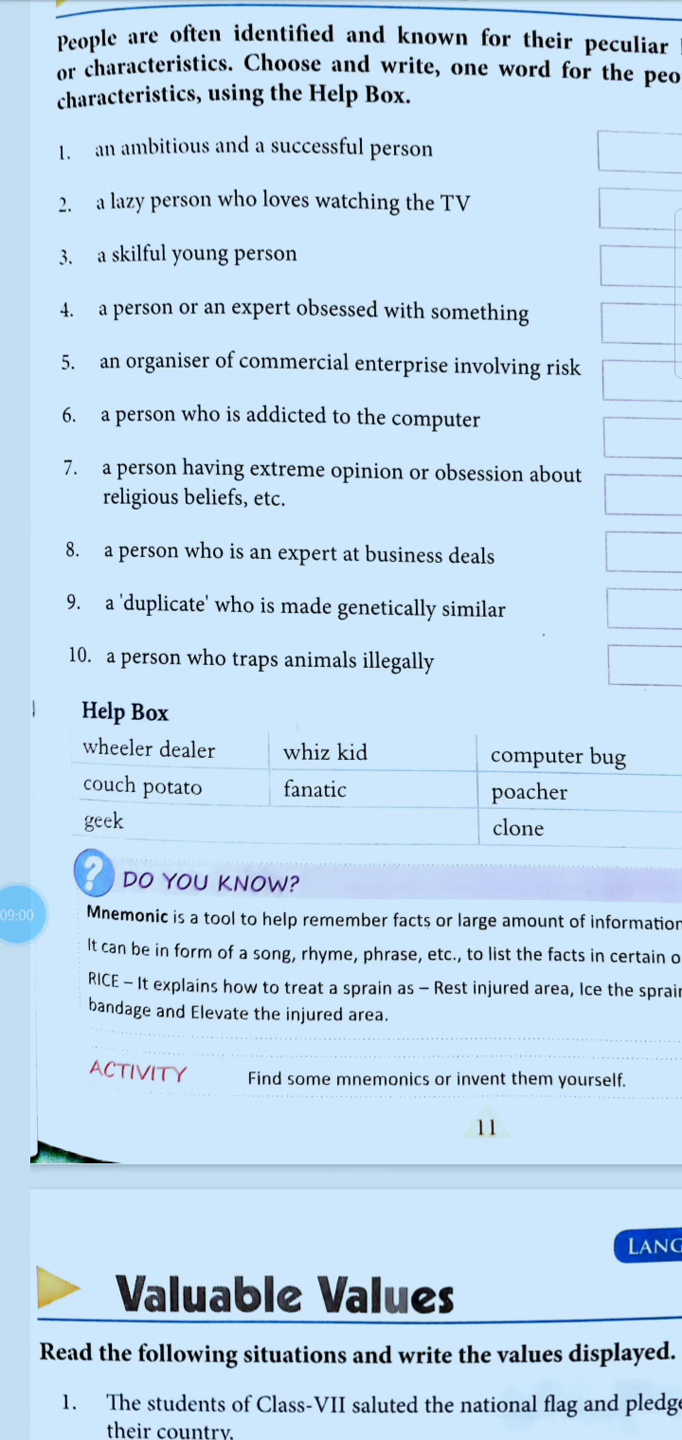 People are often identified and known for their peculiar
or characteristics. Choose and write, one word for the
characteristics, using the Help Box.
1. an ambitious and a successful person
2. a lazy person who loves watching the TV
3. a skilful young person
4. a person or an expert obsessed with something
5. an organiser of commercial enterprise involving risk
6. a person who is addicted to the computer
7. a person having extreme opinion or obsession about
religious beliefs, etc.
8. a person who is an expert at business deals
9. a 'duplicate' who is made genetically similar
10. a person who traps animals illegally
Help Box
wheeler dealer whiz kid computer bug
couch potato fanatic poacher
geek clone
? DO YOU KNOW?
09:00
Mnemonic is a tool to help remember facts or large amount of information
It can be in form of a song, rhyme, phrase, etc., to list the facts in certain
RICE – It explains how to treat a sprain as – Rest injured area, Ice the
bandage and Elevate the injured area.
ACTIVITY Find some mnemonics or invent them yourself.
11
Valuable Values
Read the following situations and write the values displayed.
1. The students of Class-VII saluted the national flag and
their country.